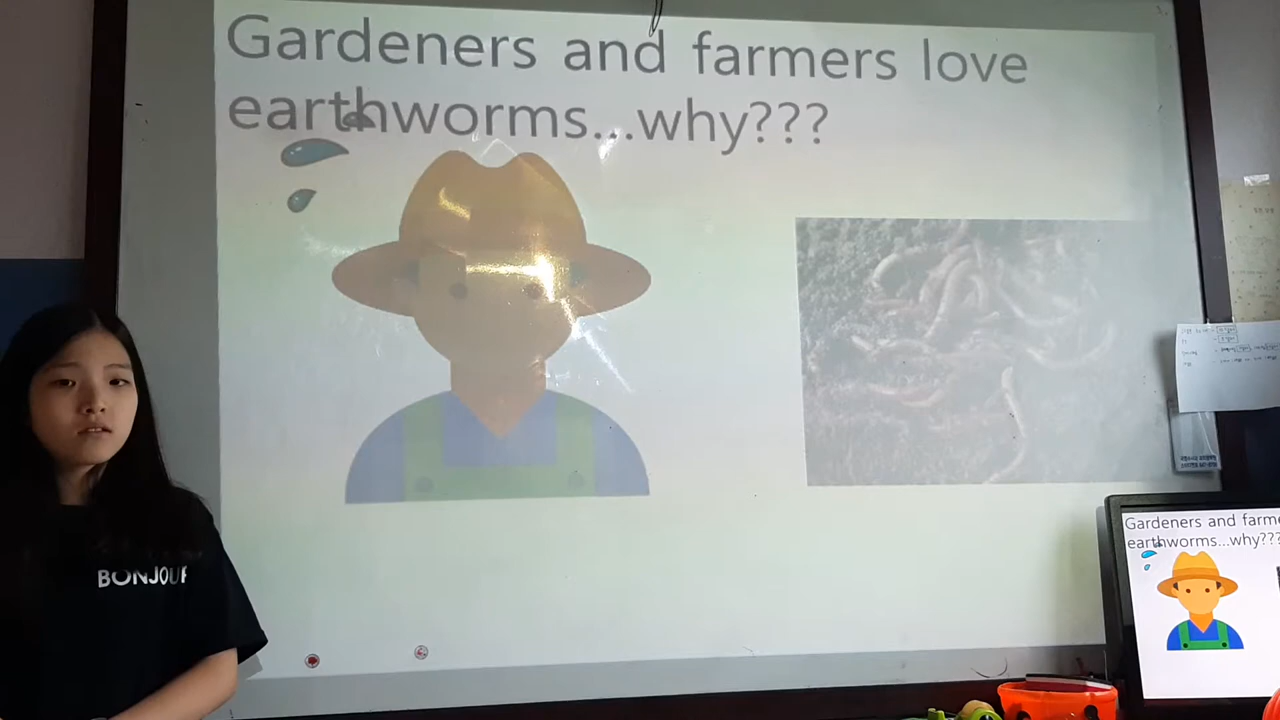 Gardeners and farmers love
earthworms...why???
BONJOUR
Gardeners and farme
earthworms...why???